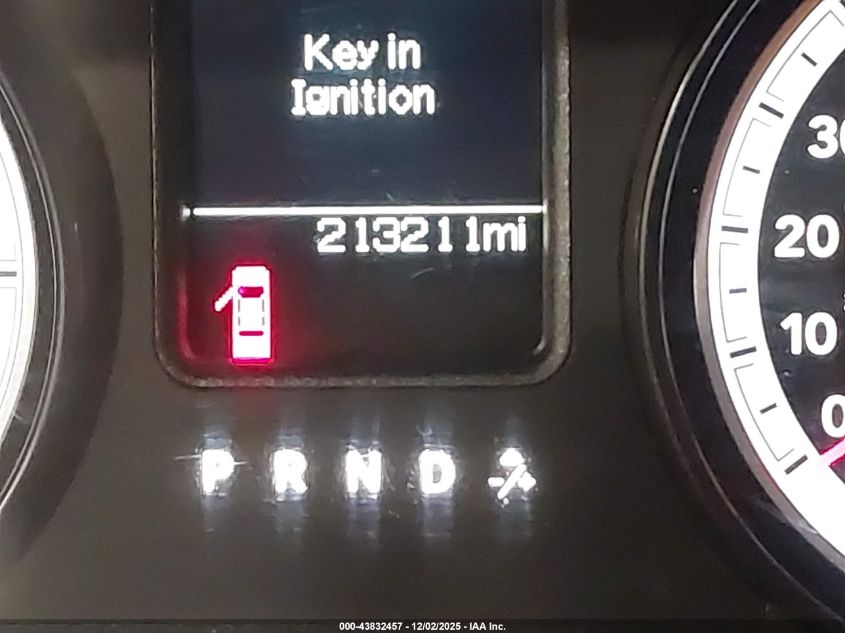 Key in
Ignition
213211mi
30
20
10
0
P R N D -/+
000-43832457 - 12/02/2025 - IAA Inc.